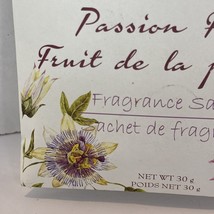 Passion
Fruit de la
Fragrance Sa
achet de frag
NET WT 30 g
POIDS NET 30 g